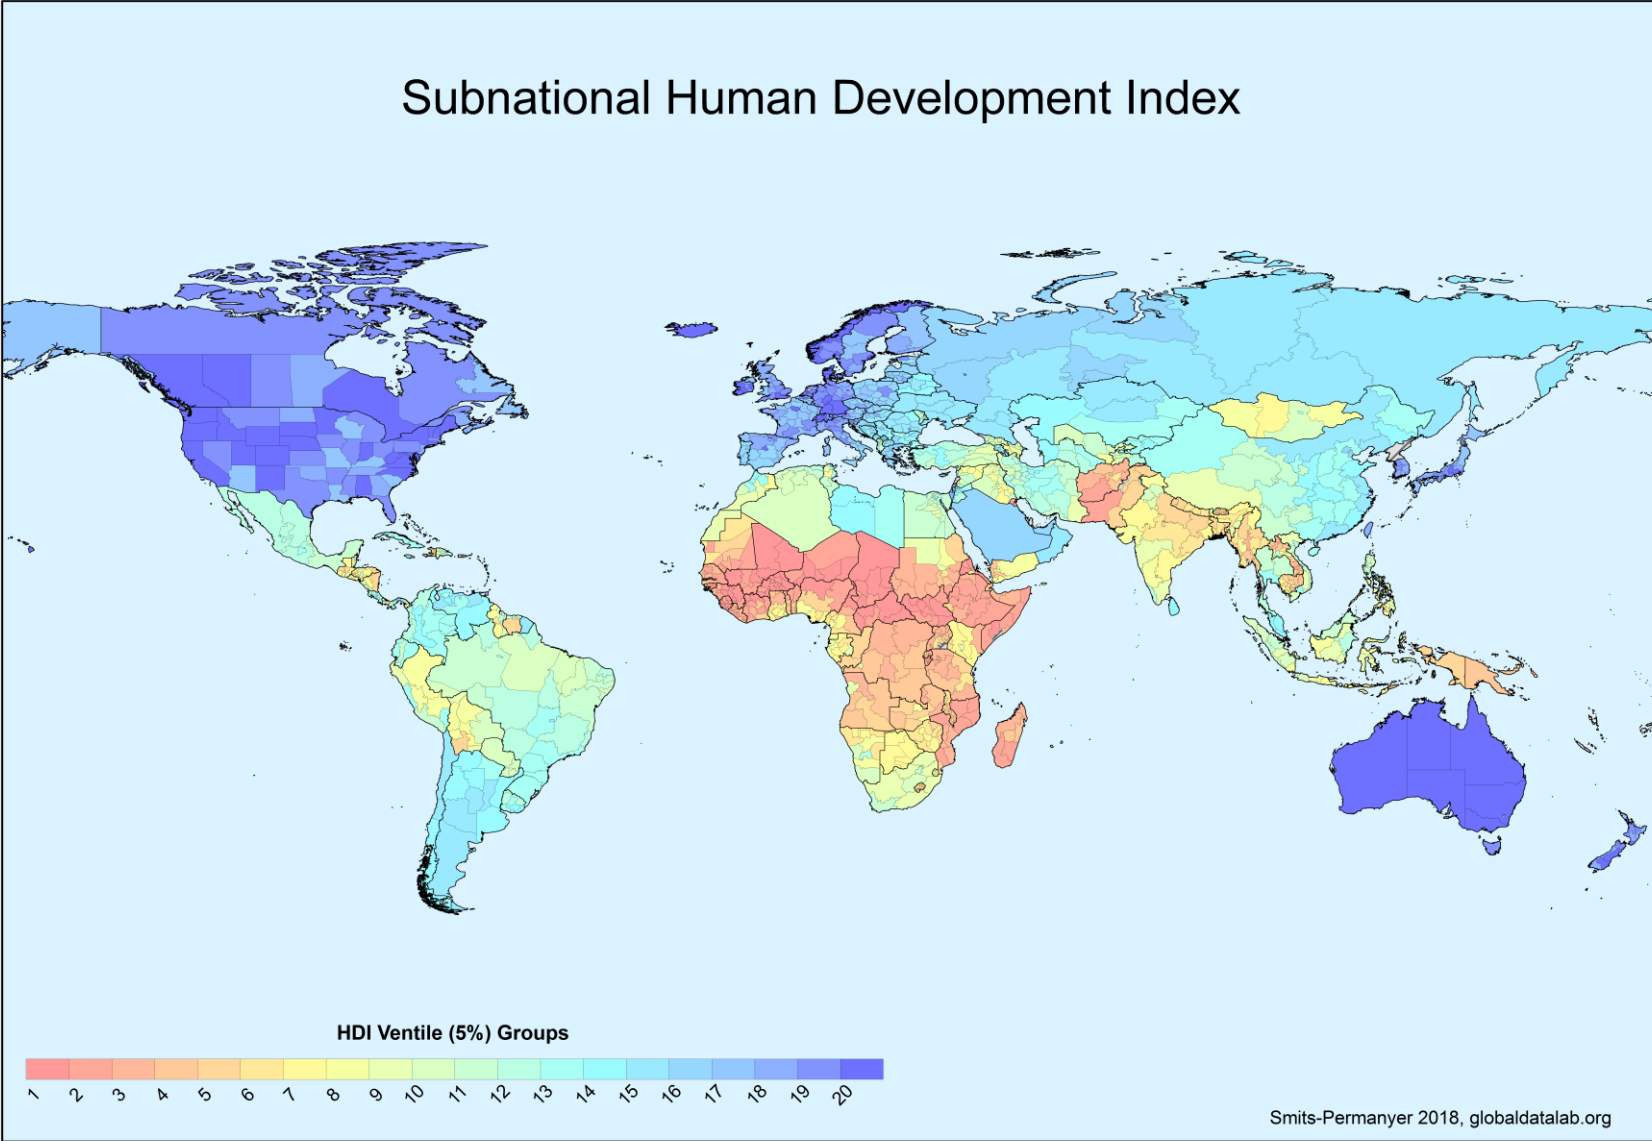 Subnational Human Development Index
HDI Ventile (5%) Groups
1 2 3 4 5 6 7 8 9 10 11 12 13 14 15 16 17 18 19 20
Smits-Permanyer 2018, globaldatalab.org